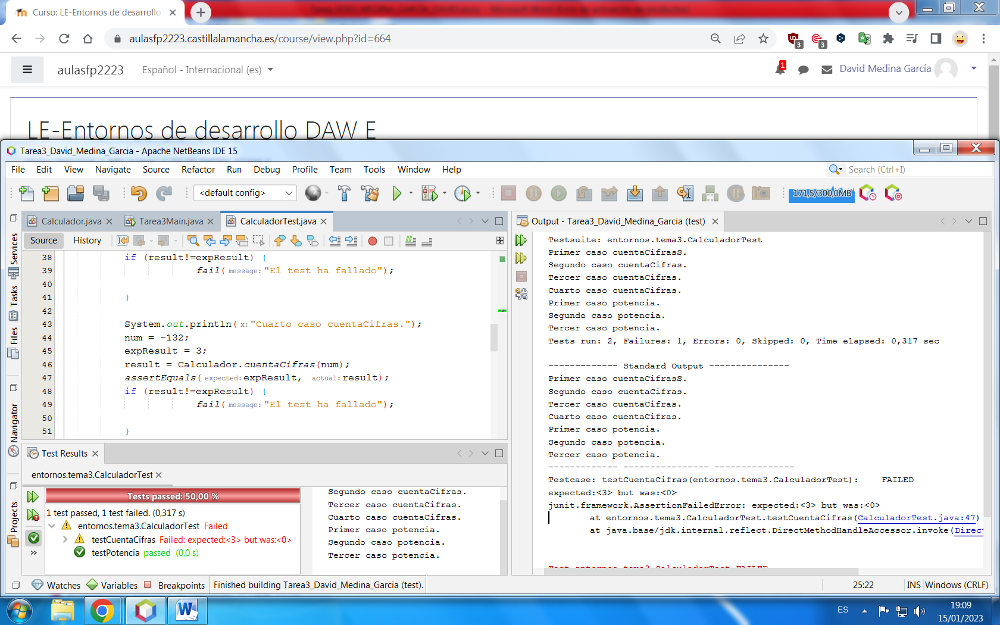 Curso: LE-Entornos de desarrollo
aulasfp2223.castillalamancha.es/course/view.php?id=664
3
3
aulasfp2223
Español - Internacional (es)
1
David Medina García
LE-Entornos de desarrollo DAW E
Tarea3_David_Medina_Garcia - Apache NetBeans IDE 15
File Edit View Navigate Source Refactor Run Debug Profile Team Tools Window Help
Search (Ctrl+I)
<default config>
171,5/300,0MB
Calculador.java
Tarea3Main.java
CalculadorTest.java
Source History
Services
Tasks
Files
Navigator
Projects
38 if (result!=expResult) {
39 fail(message:"El test ha fallado");
40
41 }
42
43 System.out.println(x:"Cuarto caso cuentaCifras.");
44 num = -132;
45 expResult = 3;
46 result = Calculador.cuentaCifras(num);
47 assertEquals(expected:expResult, actual:result);
48 if (result!=expResult) {
49 fail(message:"El test ha fallado");
50
51 }
Test Results
entornos.tema3.CalculadorTest
Tests passed: 50,00 %
1 test passed, 1 test failed. (0,317 s)
entornos.tema3.CalculadorTest Failed
testCuentaCifras Failed: expected:<3> but was:<0>
testPotencia passed (0,0 s)
Segundo caso cuentaCifras.
Tercer caso cuentaCifras.
Cuarto caso cuentaCifras.
Primer caso potencia.
Segundo caso potencia.
Tercer caso potencia.
Output - Tarea3_David_Medina_Garcia (test)
Testsuite: entornos.tema3.CalculadorTest
Primer caso cuentaCifrasS.
Segundo caso cuentaCifras.
Tercer caso cuentaCifras.
Cuarto caso cuentaCifras.
Primer caso potencia.
Segundo caso potencia.
Tercer caso potencia.
Tests run: 2, Failures: 1, Errors: 0, Skipped: 0, Time elapsed: 0,317 sec
------------- Standard Output ---------------
Primer caso cuentaCifrasS.
Segundo caso cuentaCifras.
Tercer caso cuentaCifras.
Cuarto caso cuentaCifras.
Primer caso potencia.
Segundo caso potencia.
Tercer caso potencia.
------------- ---------------- ---------------
Testcase: testCuentaCifras(entornos.tema3.CalculadorTest): FAILED
expected:<3> but was:<0>
junit.framework.AssertionFailedError: expected:<3> but was:<0>
at entornos.tema3.CalculadorTest.testCuentaCifras(CalculadorTest.java:47)
at java.base/jdk.internal.reflect.DirectMethodHandleAccessor.invoke(Direct
Test entornos.tema3.CalculadorTest FAILED
Watches Variables Breakpoints
Finished building Tarea3_David_Medina_Garcia (test).
25:22 INS Windows (CRLF)
ES
19:09
15/01/2023